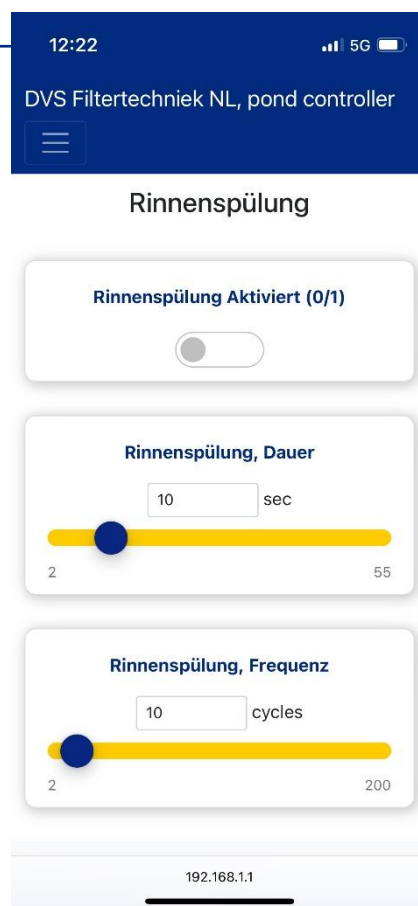 12:22
5G
DVS Filtertechniek NL, pond controller
Rinnenspülung
Rinnenspülung Aktiviert (0/1)
Rinnenspülung, Dauer
10 sec
2 55
Rinnenspülung, Frequenz
10 cycles
2 200
192.168.1.1